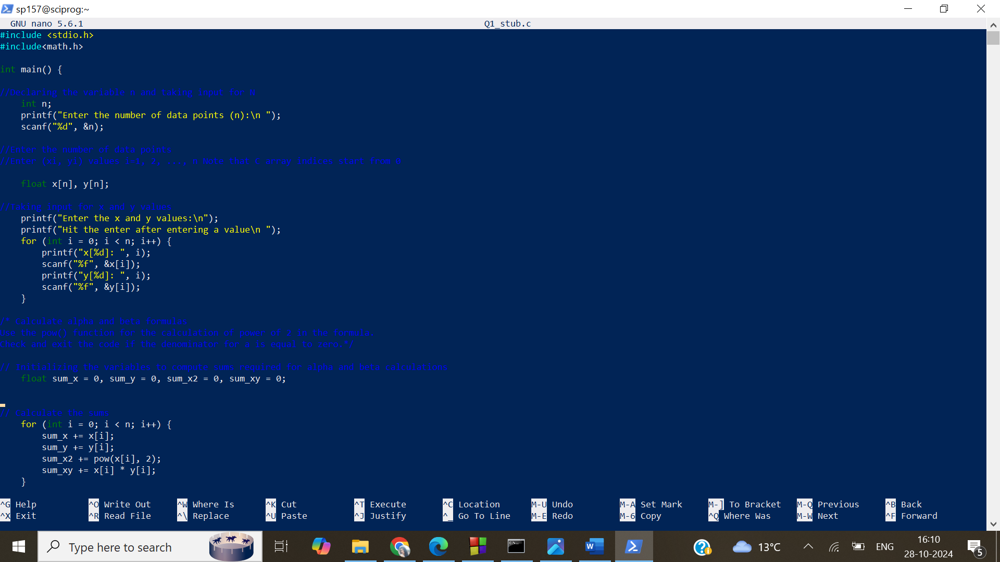 sp157@sciprog:~
GNU nano 5.6.1 Q1_stub.c
#include <stdio.h>
#include<math.h>
int main() {
//Declaring the variable n and taking input for N
int n;
printf("Enter the number of data points (n):\n ");
scanf("%d", &n);
//Enter the number of data points
//Enter (xi, yi) values i=1, 2, ..., n Note that C array indices start from 0
float x[n], y[n];
//Taking input for x and y values
printf("Enter the x and y values:\n");
printf("Hit the enter after entering a value\n ");
for (int i = 0; i < n; i++) {
printf("x[%d]: ", i);
scanf("%f", &x[i]);
printf("y[%d]: ", i);
scanf("%f", &y[i]);
}
/* Calculate alpha and beta formulas
Use the pow() function for the calculation of power of 2 in the formula.
Check and exit the code if the denominator for a is equal to zero.*/
// Initializing the variables to compute sums required for alpha and beta calculations
float sum_x = 0, sum_y = 0, sum_x2 = 0, sum_xy = 0;
// Calculate the sums
for (int i = 0; i < n; i++) {
sum_x += x[i];
sum_y += y[i];
sum_x2 += pow(x[i], 2);
sum_xy += x[i] * y[i];
}
^G Help ^O Write Out ^W Where Is ^K Cut ^T Execute ^C Location M-U Undo M-A Set Mark M-] To Bracket M-Q Previous ^B Back
^X Exit ^R Read File ^\ Replace ^U Paste ^J Justify ^_ Go To Line M-E Redo M-6 Copy ^Q Where Was M-W Next ^F Forward
Type here to search 13°C ENG 16:10
28-10-2024 5